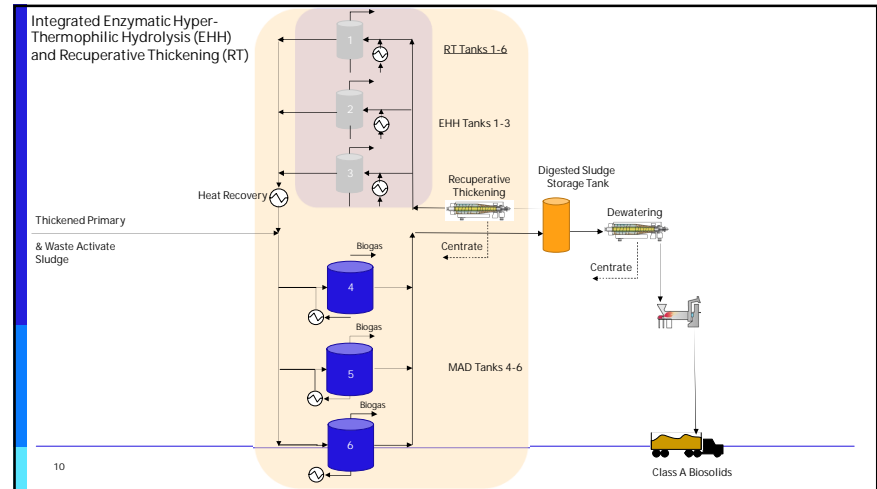 Integrated Enzymatic Hyper-
Thermophilic Hydrolysis (EHH)
and Recuperative Thickening (RT)
1
RT Tanks 1-6
2
EHH Tanks 1-3
3
Recuperative
Thickening
Digested Sludge
Storage Tank
Heat Recovery
Dewatering
Thickened Primary
& Waste Activate
Sludge
Centrate
Centrate
Biogas
4
Biogas
5
MAD Tanks 4-6
Biogas
6
10
Class A Biosolids